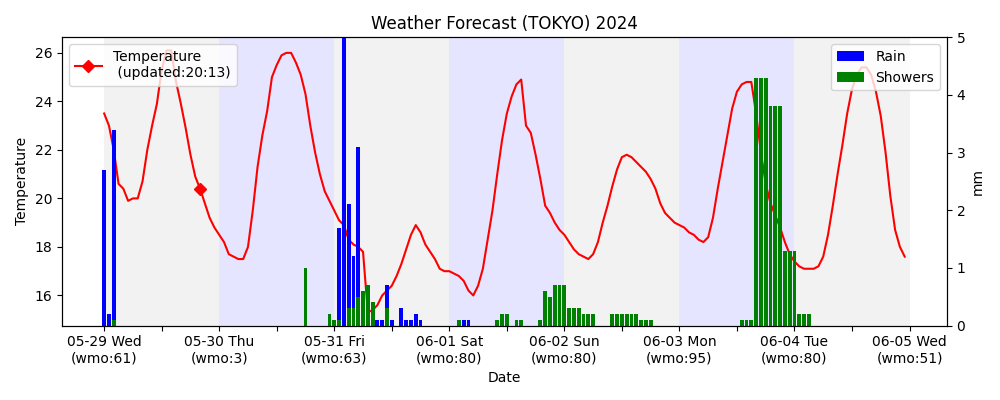 Weather Forecast (TOKYO) 2024
Temperature
(updated:20:13)
Rain
Showers
26
24
22
20
18
16
Temperature
5
4
3
2
1
0
mm
05-29 Wed
(wmo:61)
05-30 Thu
(wmo:3)
05-31 Fri
(wmo:63)
06-01 Sat
(wmo:80)
06-02 Sun
(wmo:80)
06-03 Mon
(wmo:95)
06-04 Tue
(wmo:80)
06-05 Wed
(wmo:51)
Date